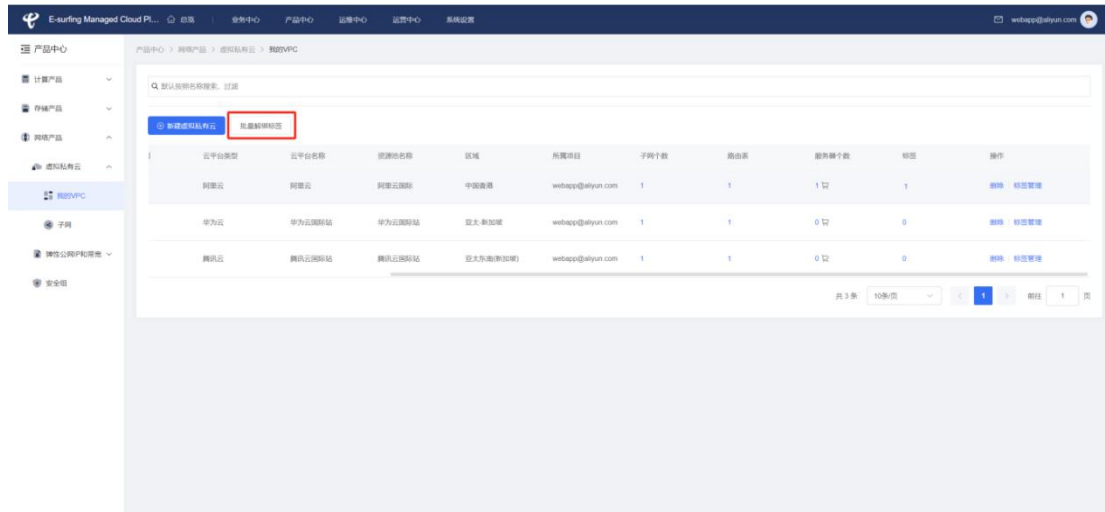 E-surfing Managed Cloud Pl... 总览 业务中心 产品中心 运维中心 运营中心 系统设置 webapp@aliyun.com
产品中心
产品中心 > 网络产品 > 虚拟私有云 > 我的VPC
计算产品
默认按照名称搜索、过滤
存储产品
新建虚拟私有云 批量解绑标签
网络产品
云平台类型 云平台名称 资源池名称 区域 所属项目 子网个数 路由表 服务器个数 标签 操作
虚拟私有云
阿里云 阿里云 阿里云国际 中国香港 webapp@aliyun.com 1 1 1 1 删除 标签管理
我的VPC
子网
华为云 华为云国际站 华为云国际站 亚太-新加坡 webapp@aliyun.com 1 1 0 0 删除 标签管理
弹性公网IP和带宽
腾讯云 腾讯云国际站 腾讯云国际站 亚太东南(新加坡) webapp@aliyun.com 1 1 0 0 删除 标签管理
安全组
共 3 条 10条/页 < 1 > 前往 1 页